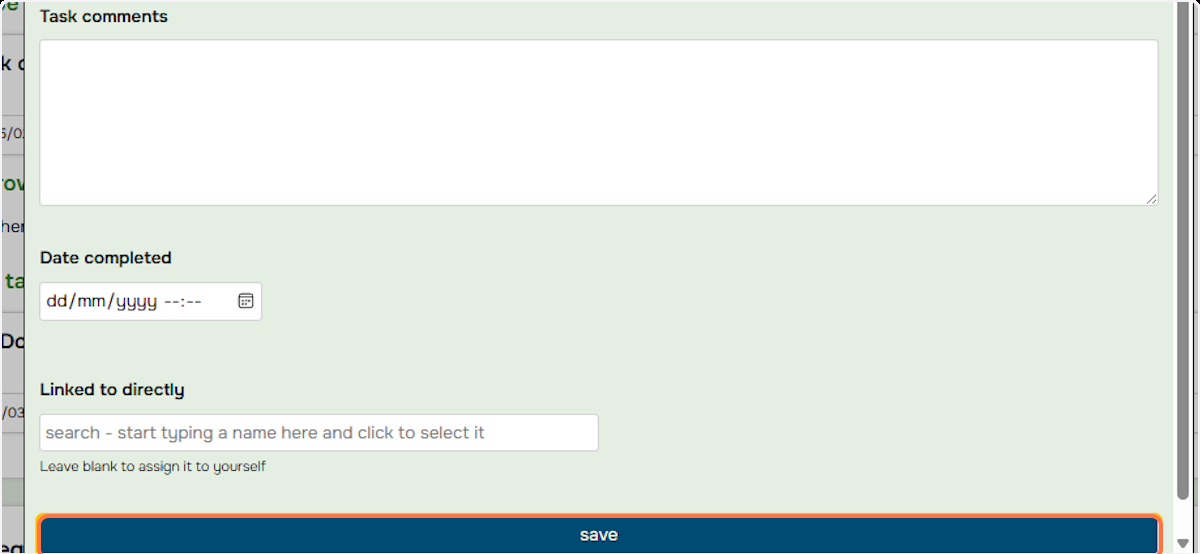 Task comments
Date completed
dd/mm/yyyy --:--
Linked to directly
search - start typing a name here and click to select it
Leave blank to assign it to yourself
save